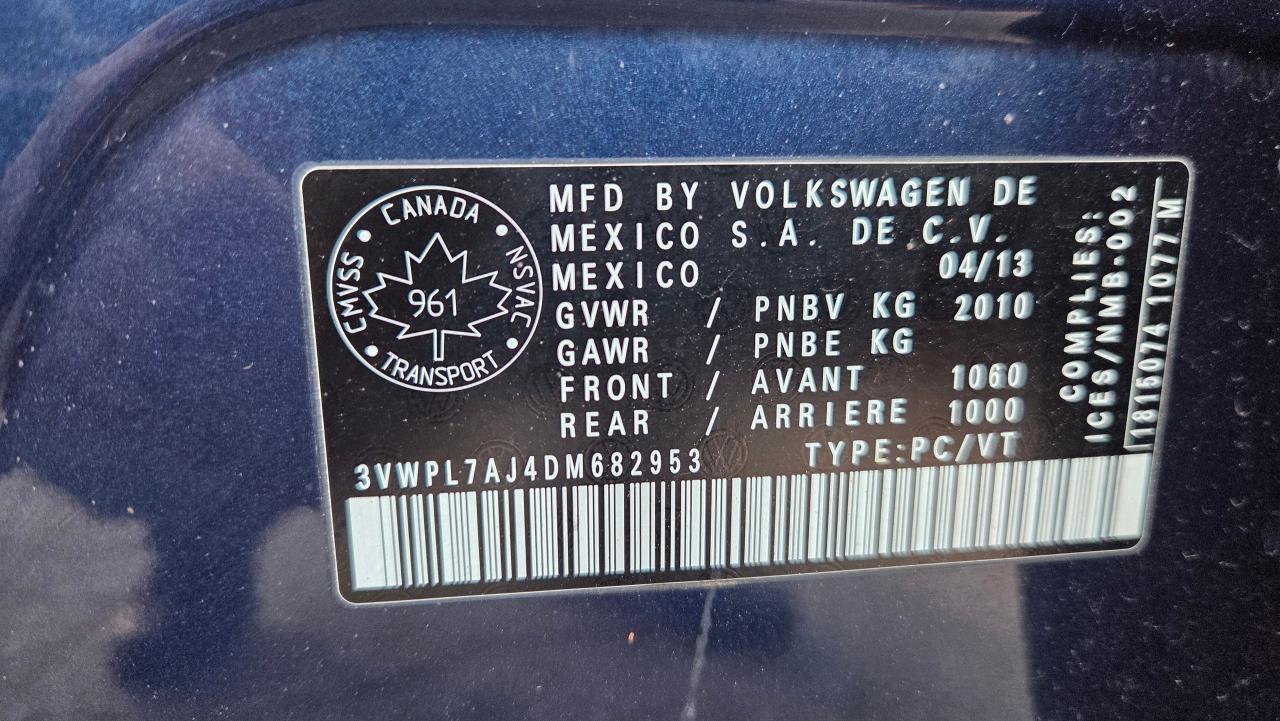 CANADA
CMVSS
NSVAC
961
TRANSPORT
MFD BY VOLKSWAGEN DE
MEXICO S.A. DE C.V.
MEXICO 04/13
GVWR / PNBV KG 2010
GAWR / PNBE KG
FRONT / AVANT 1060
REAR / ARRIERE 1000
TYPE:PC/VT
3VWPL7AJ4DM682953
COMPLIES:
ICES/NMB.002
1815074 1077 M